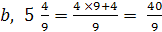 b, 5 4/9 = (4 × 9 + 4)/9 = 40/9